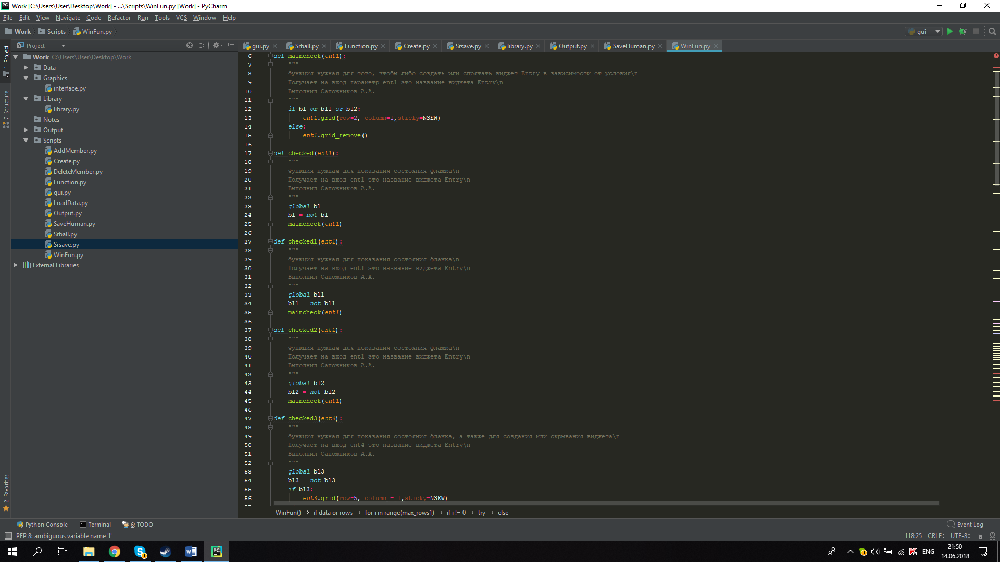 Work [C:\Users\User\Desktop\Work] - ...\Scripts\WinFun.py [Work] - PyCharm
File Edit View Navigate Code Refactor Run Tools VCS Window Help
Work Scripts WinFun.py gui
Project
gui.py Srball.py Function.py Create.py Srsave.py library.py Output.py SaveHuman.py WinFun.py
1: Project
7: Structure
2: Favorites
Work C:\Users\User\Desktop\Work
Data
Graphics
interface.py
Library
library.py
Notes
Output
Scripts
AddMember.py
Create.py
DeleteMember.py
Function.py
gui.py
LoadData.py
Output.py
SaveHuman.py
Srball.py
Srsave.py
WinFun.py
External Libraries
6 def maincheck(ent1):
7 """
8 Функция нужная для того, чтобы либо создать или спрятать виджет Entry в зависимости от условия\n
9 Получает на вход параметр ent1 это название виджета Entry\n
10 Выполнил Сапожников А.А.
11 """
12 if bl or bl1 or bl2:
13 ent1.grid(row=2, column=1,sticky=NSEW)
14 else:
15 ent1.grid_remove()
16
17 def checked(ent1):
18 """
19 Функция нужная для показания состояния флажка\n
20 Получает на вход ent1 это название виджета Entry\n
21 Выполнил Сапожников А.А.
22 """
23 global bl
24 bl = not bl
25 maincheck(ent1)
26
27 def checked1(ent1):
28 """
29 Функция нужная для показания состояния флажка\n
30 Получает на вход ent1 это название виджета Entry\n
31 Выполнил Сапожников А.А.
32 """
33 global bl1
34 bl1 = not bl1
35 maincheck(ent1)
36
37 def checked2(ent1):
38 """
39 Функция нужная для показания состояния флажка\n
40 Получает на вход ent1 это название виджета Entry\n
41 Выполнил Сапожников А.А.
42 """
43 global bl2
44 bl2 = not bl2
45 maincheck(ent1)
46
47 def checked3(ent4):
48 """
49 Функция нужная для показания состояния флажка, а также для создания или скрывания виджета\n
50 Получает на вход ent4 это название виджета Entry\n
51 Выполнил Сапожников А.А.
52 """
53 global bl3
54 bl3 = not bl3
55 if bl3:
56 ent4.grid(row=5, column = 1,sticky=NSEW)
WinFun() › if data or rows › for i in range(max_rows1) › if i != 0 › try › else
Python Console Terminal 6: TODO Event Log
PEP 8: ambiguous variable name 'l' 118:25 CRLF UTF-8
ENG
21:50
14.06.2018